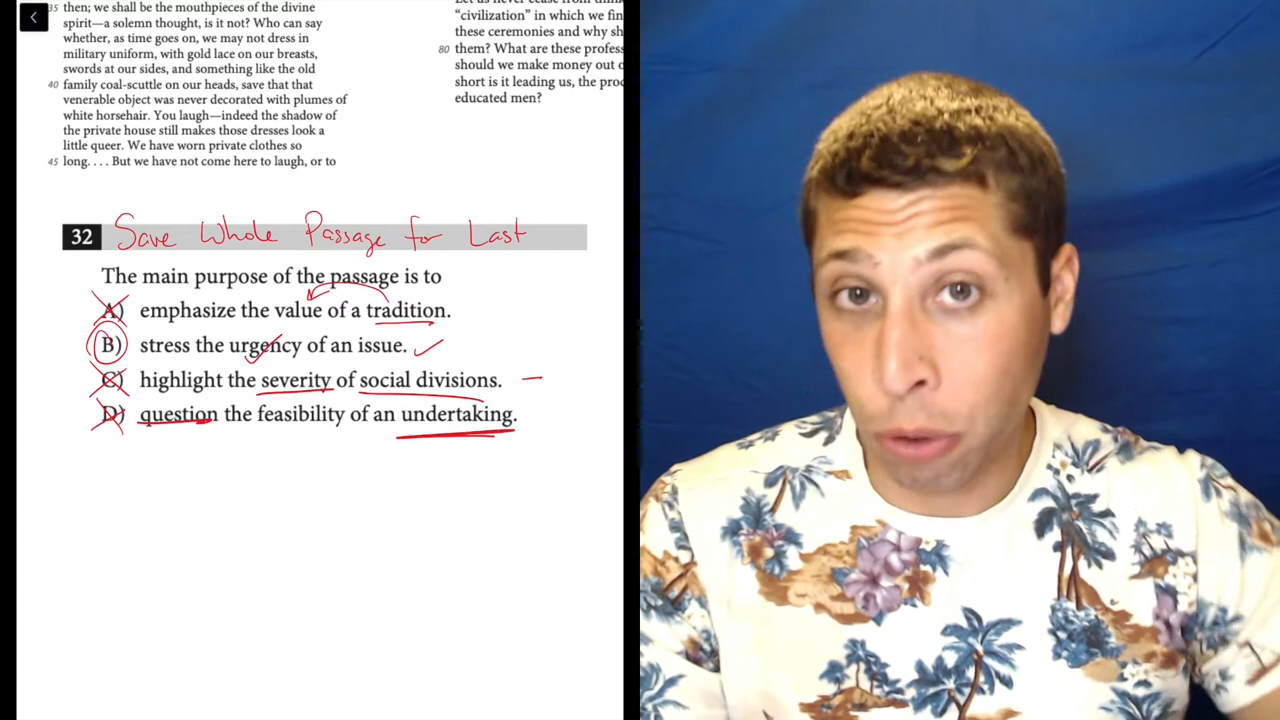 35 then; we shall be the mouthpieces of the divine
spirit—a solemn thought, is it not? Who can say
whether, as time goes on, we may not dress in
military uniform, with gold lace on our breasts,
swords at our sides, and something like the old
40 family coal-scuttle on our heads, save that that
venerable object was never decorated with plumes of
white horsehair. You laugh—indeed the shadow of
the private house still makes those dresses look a
little queer. We have worn private clothes so
45 long. . . . But we have not come here to laugh, or to
"civilization" in which we fin
these ceremonies and why sh
80 them? What are these profess
should we make money out o
short is it leading us, the proc
educated men?
32 Save Whole Passage for Last
The main purpose of the passage is to
A) emphasize the value of a tradition.
B) stress the urgency of an issue.
C) highlight the severity of social divisions.
D) question the feasibility of an undertaking.